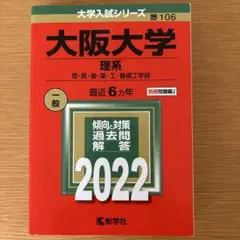 大学入試シリーズ 106
大阪大学
理系
理・医・歯・薬・工・基礎工学部
最近6カ年
一般
傾向と対策
過去問
解答
2022
教学社